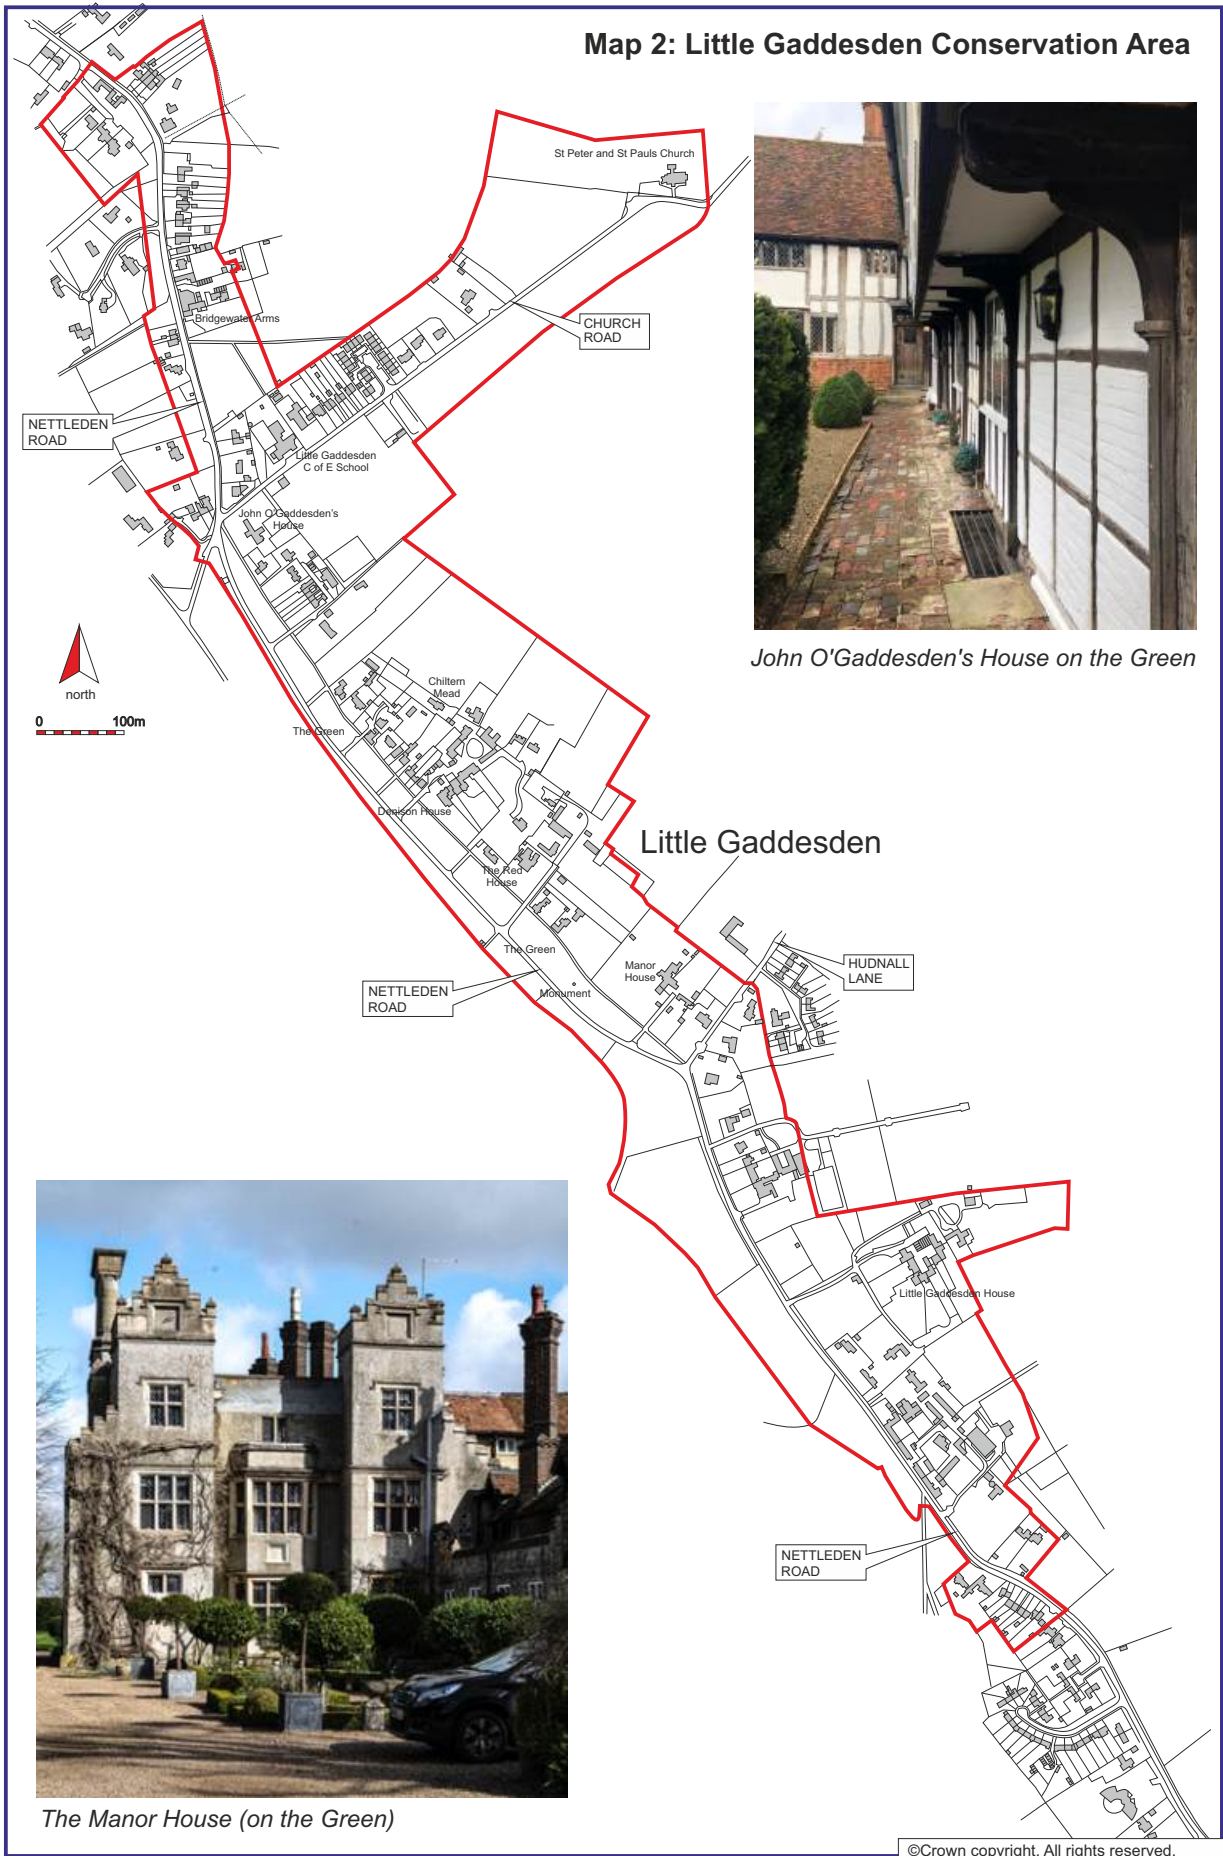 Map 2: Little Gaddesden Conservation Area
St Peter and St Pauls Church
Bridgewater Arms
CHURCH
ROAD
NETTLEDEN
ROAD
Little Gaddesden
C of E School
John O'Gaddesden's
House
John O'Gaddesden's House on the Green
north
0 100m
Chiltern
Mead
The Green
Denison House
Little Gaddesden
The Red
House
The Green
Manor
House
HUDNALL
LANE
NETTLEDEN
ROAD
Monument
Little Gaddesden House
NETTLEDEN
ROAD
The Manor House (on the Green)
©Crown copyright. All rights reserved.